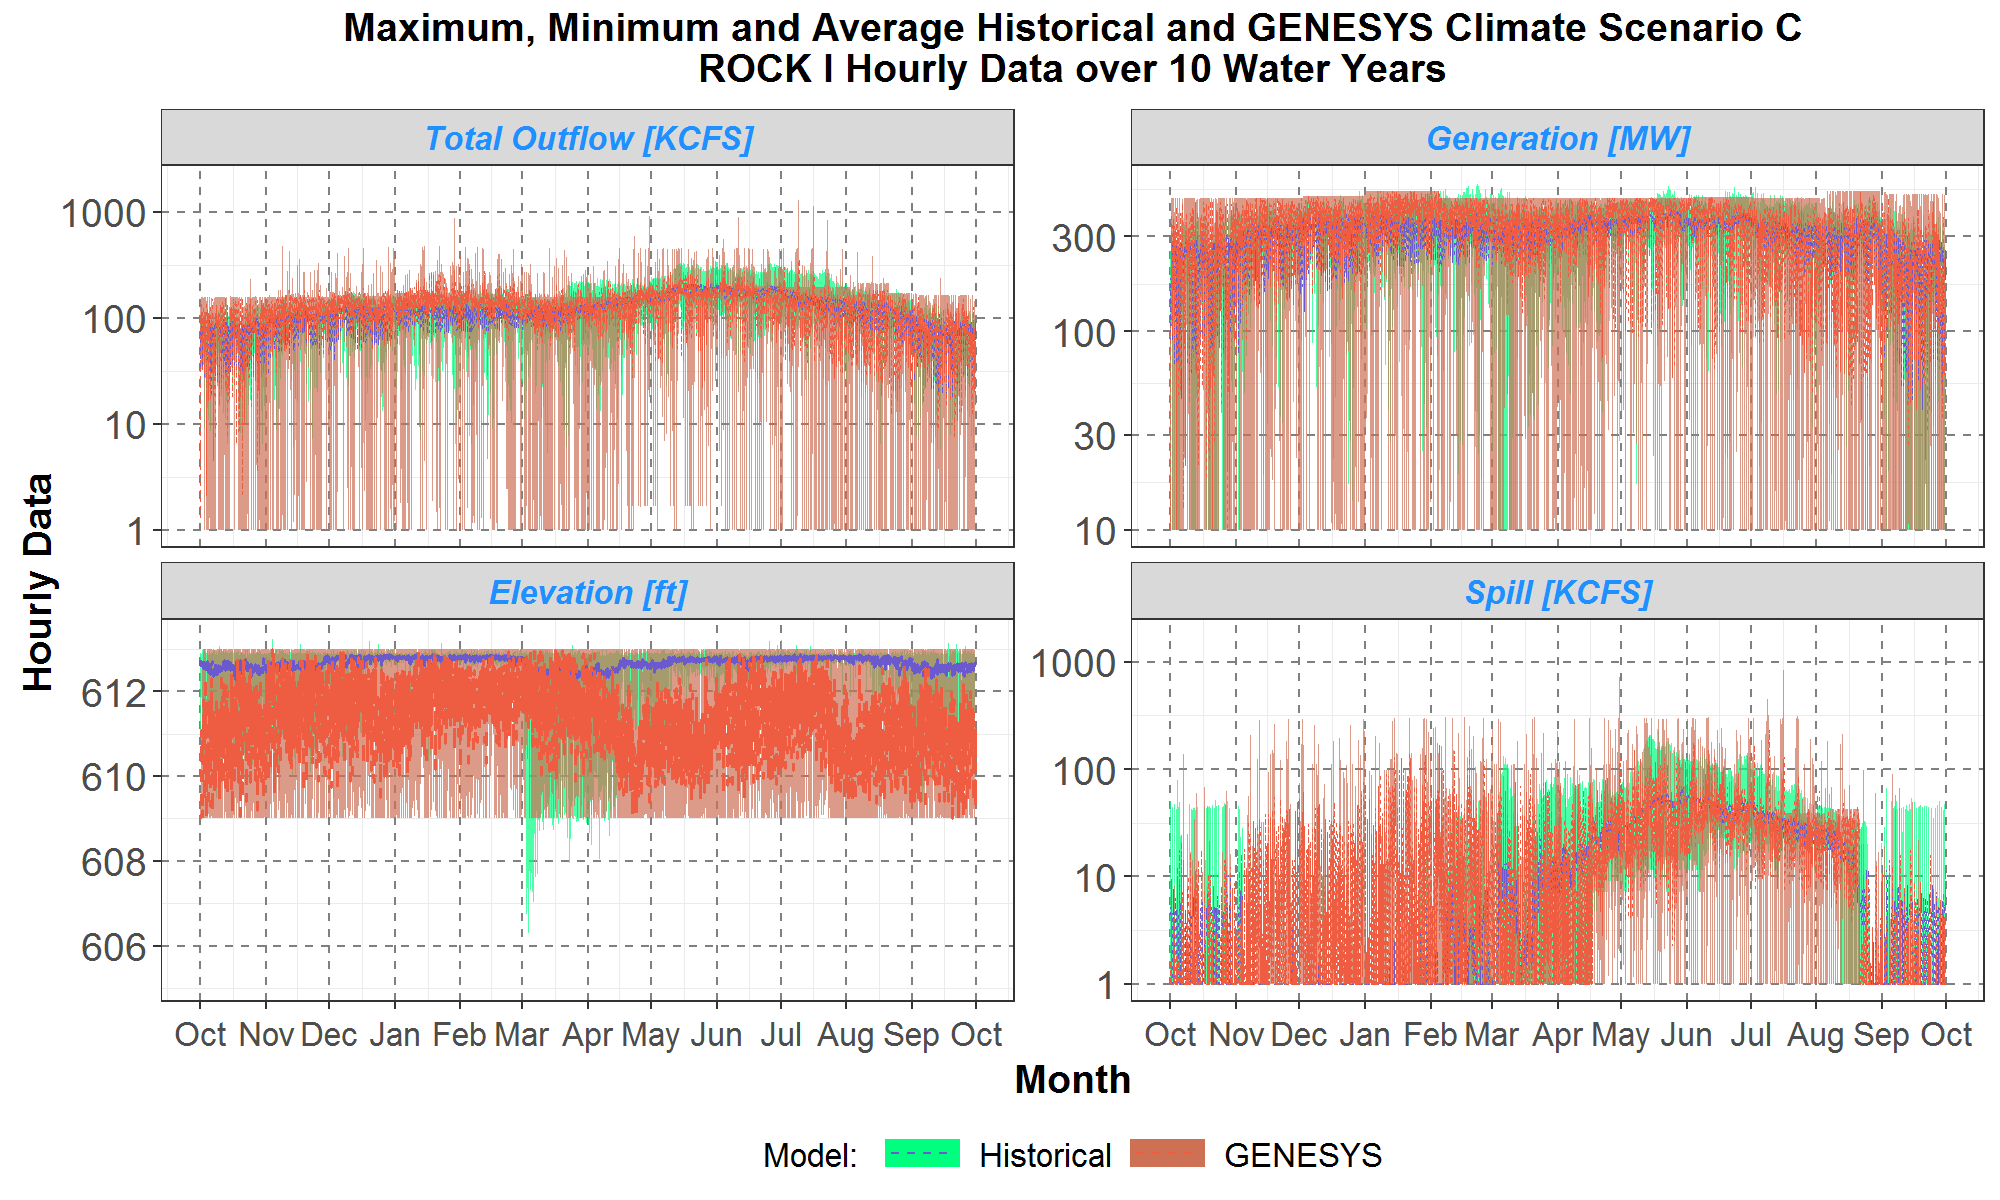 Maximum, Minimum and Average Historical and GENESYS Climate Scenario C
ROCK I Hourly Data over 10 Water Years
Total Outflow [KCFS]
Generation [MW]
1000
100
10
1
300
100
30
10
Elevation [ft]
Spill [KCFS]
612
610
608
606
1000
100
10
1
Hourly Data
Oct Nov Dec Jan Feb Mar Apr May Jun Jul Aug Sep Oct
Oct Nov Dec Jan Feb Mar Apr May Jun Jul Aug Sep Oct
Month
Model: Historical GENESYS